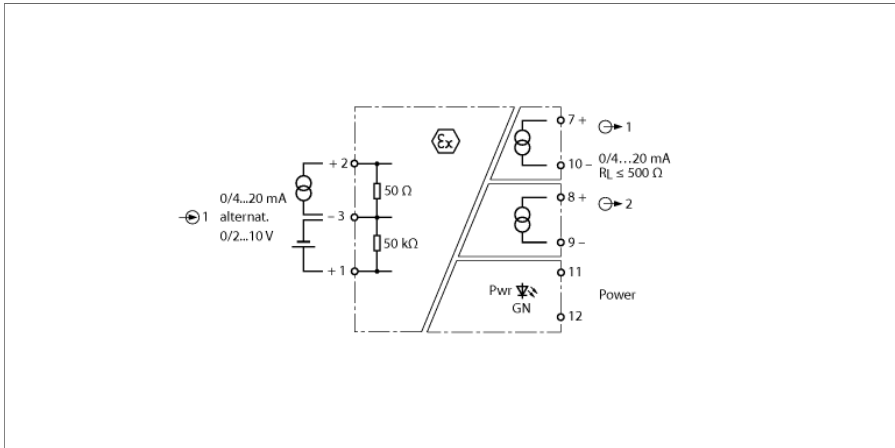 7 +
1
Ex
+ 2
10 –
0/4...20 mA
RL ≤ 500 Ω
0/4...20 mA
50 Ω
8 +
2
1
alternat.
– 3
0/2...10 V
50 kΩ
9 –
+ 1
11
Pwr
Power
GN
12